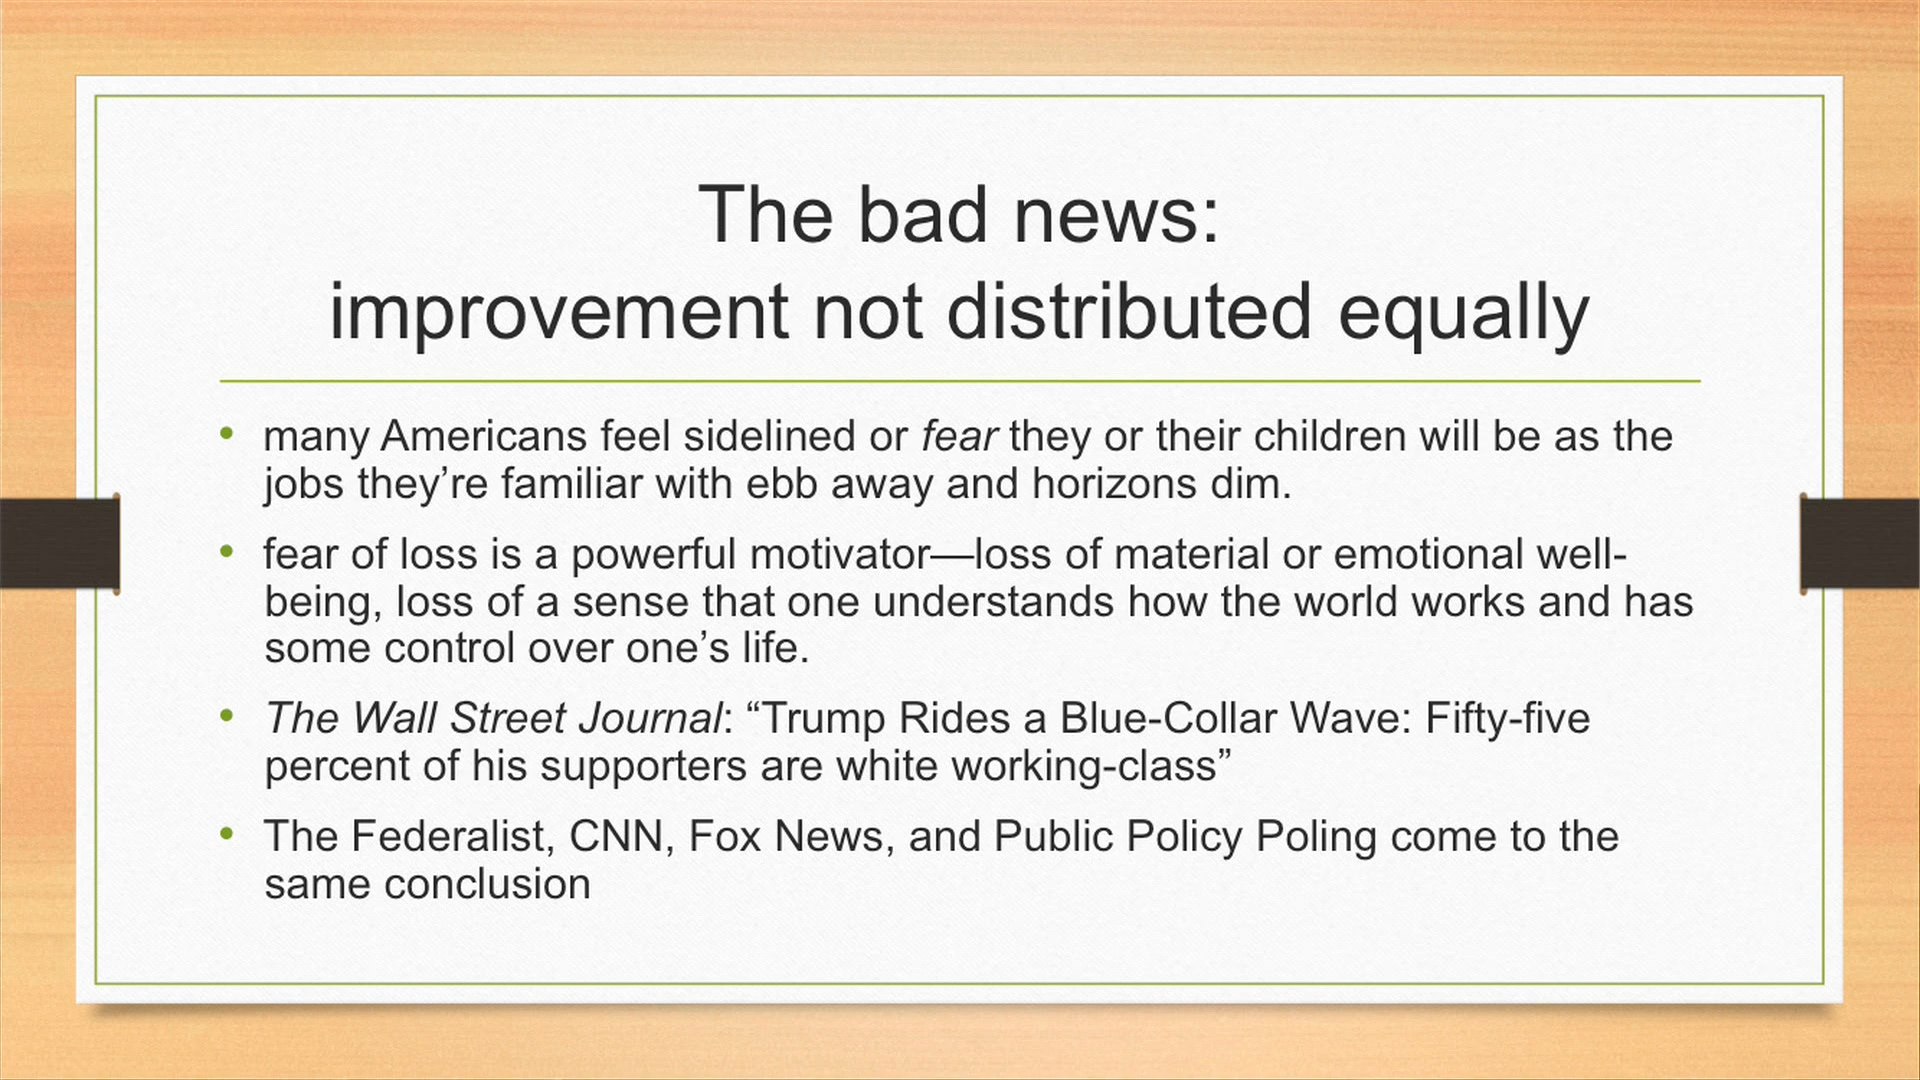 The bad news:
improvement not distributed equally
• many Americans feel sidelined or fear they or their children will be as the
jobs they’re familiar with ebb away and horizons dim.
• fear of loss is a powerful motivator—loss of material or emotional well-
being, loss of a sense that one understands how the world works and has
some control over one’s life.
• The Wall Street Journal: “Trump Rides a Blue-Collar Wave: Fifty-five
percent of his supporters are white working-class”
• The Federalist, CNN, Fox News, and Public Policy Poling come to the
same conclusion